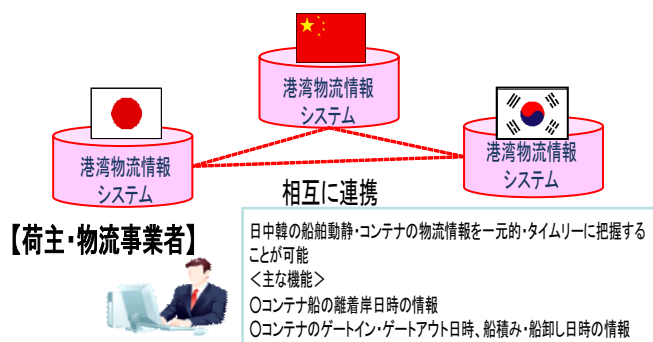 港湾物流情報
システム
港湾物流情報
システム
港湾物流情報
システム
相互に連携
【荷主・物流事業者】
日中韓の船舶動静・コンテナの物流情報を一元的・タイムリーに把握する
ことが可能
＜主な機能＞
○コンテナ船の離着岸日時の情報
○コンテナのゲートイン・ゲートアウト日時、船積み・船卸し日時の情報